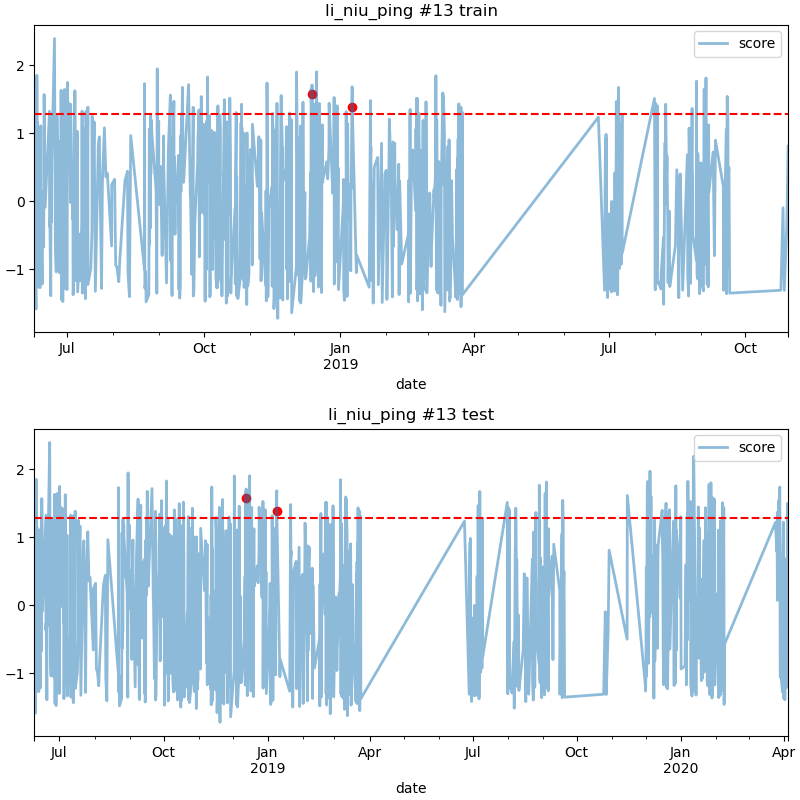 li_niu_ping #13 train
score
2
1
0
−1
Jul Oct Jan Apr Jul Oct
2019
date
li_niu_ping #13 test
score
2
1
0
−1
Jul Oct Jan Apr Jul Oct Jan Apr
2019 2020
date